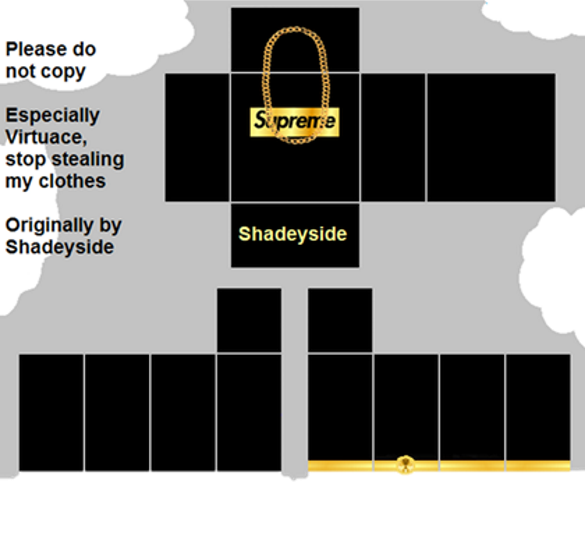 Please do
not copy
Especially
Virtuace,
stop stealing
my clothes
Originally by
Shadeyside
Supreme
Shadeyside